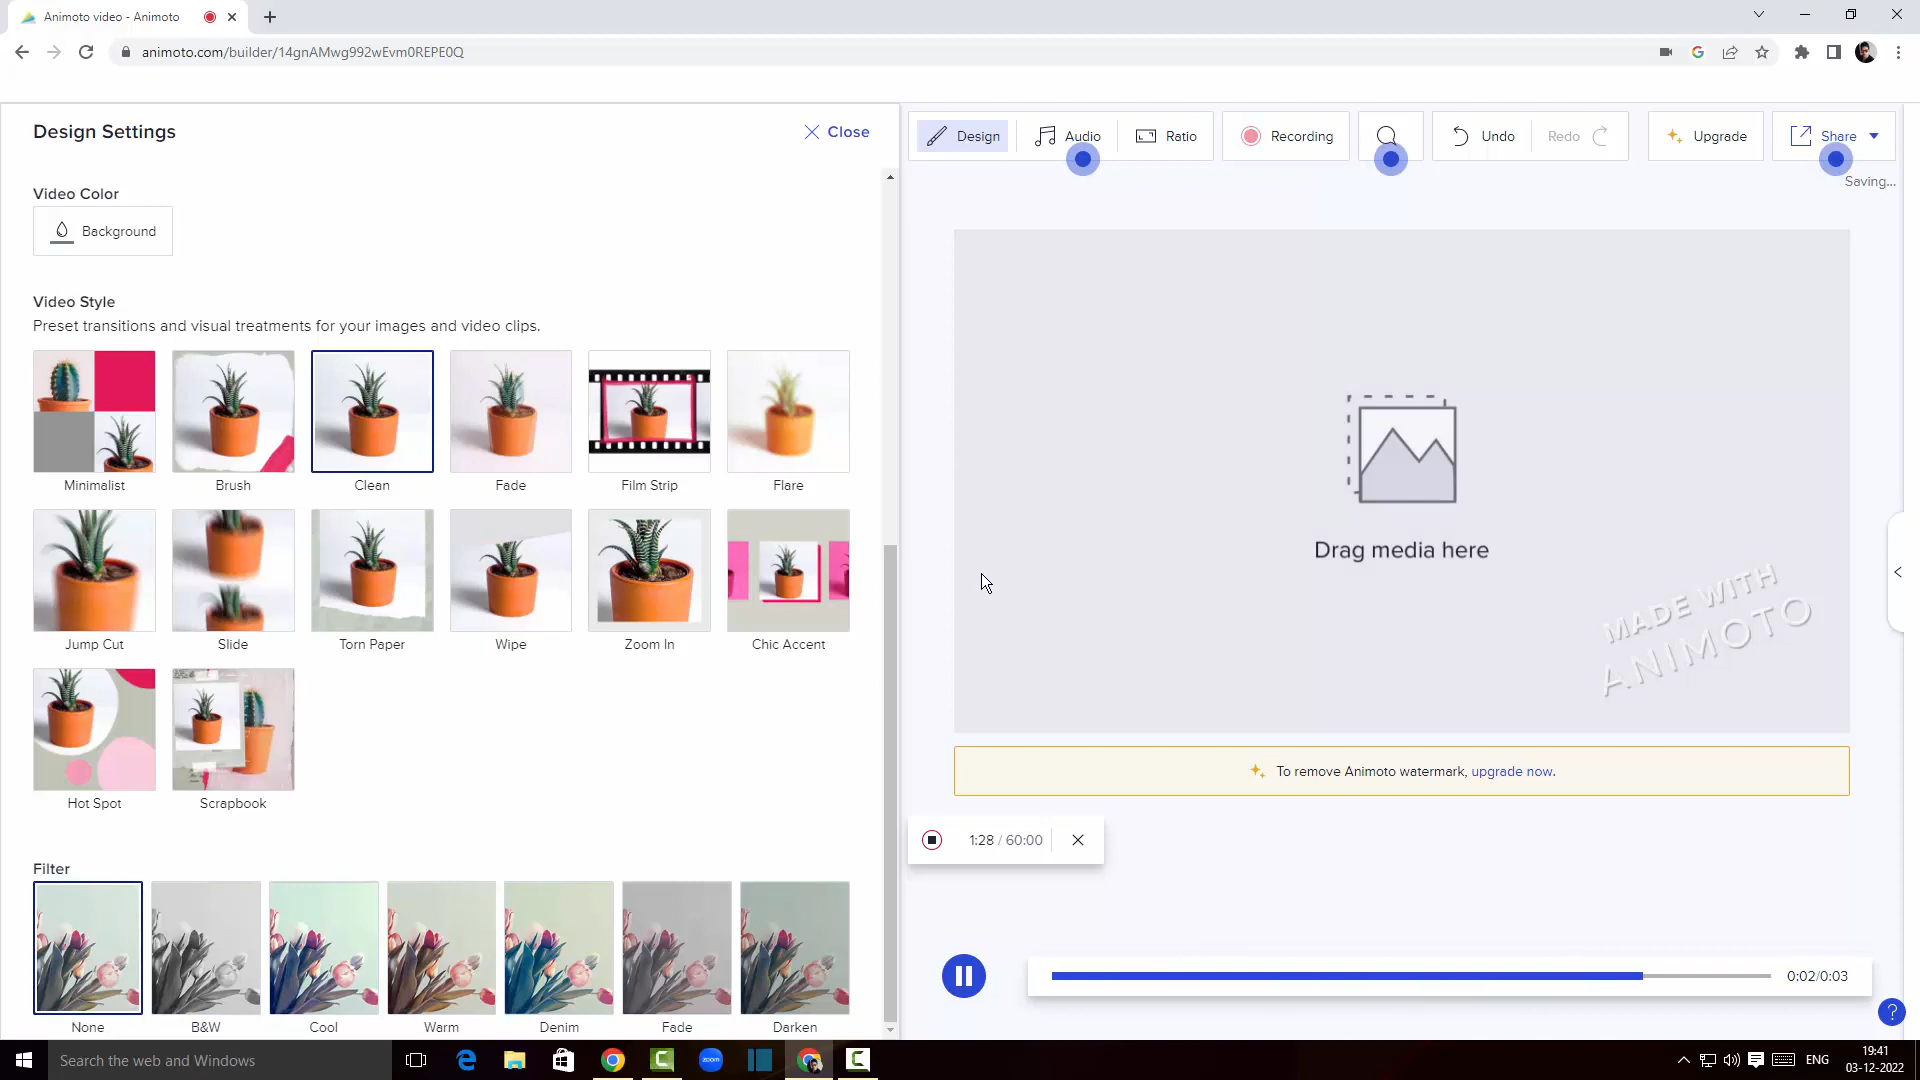 Animoto video - Animoto
animoto.com/builder/14gnAMwg992wEvm0REPE0Q
Design Settings
Close
Design
Audio
Ratio
Recording
Undo
Redo
Upgrade
Share
Saving...
Video Color
Background
Video Style
Preset transitions and visual treatments for your images and video clips.
Minimalist
Brush
Clean
Fade
Film Strip
Flare
Jump Cut
Slide
Torn Paper
Wipe
Zoom In
Chic Accent
Hot Spot
Scrapbook
Filter
None
B&W
Cool
Warm
Denim
Fade
Darken
Drag media here
MADE WITH
ANIMOTO
To remove Animoto watermark, upgrade now.
1:28 / 60:00
0:02/0:03
?
Search the web and Windows
zoom
ENG
19:41
03-12-2022